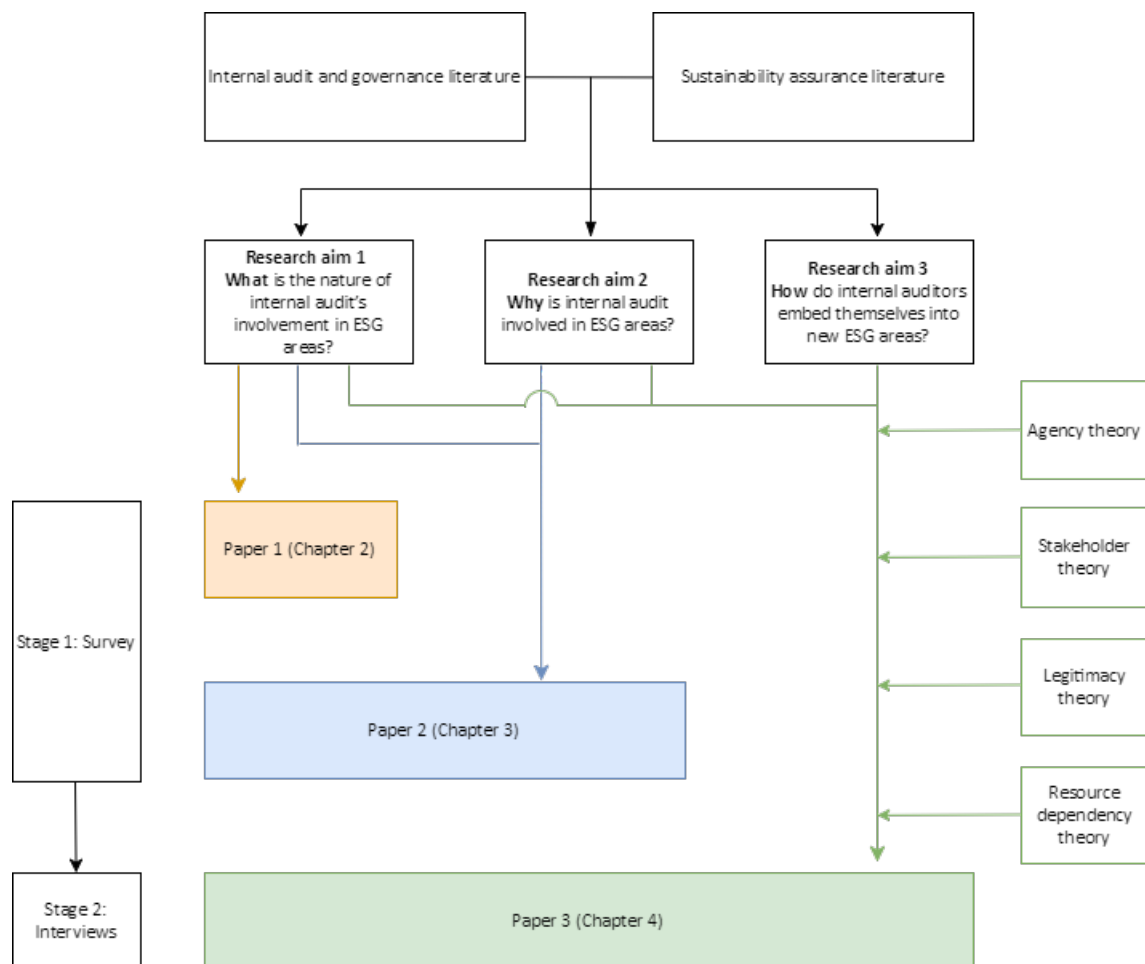 Internal audit and governance literature
Sustainability assurance literature
Research aim 1
What is the nature of
internal audit's
involvement in ESG
areas?
Research aim 2
Why is internal audit
involved in ESG areas?
Research aim 3
How do internal auditors
embed themselves into
new ESG areas?
Agency theory
Stakeholder
theory
Legitimacy
theory
Resource
dependency
theory
Stage 1: Survey
Paper 1 (Chapter 2)
Paper 2 (Chapter 3)
Stage 2:
Interviews
Paper 3 (Chapter 4)